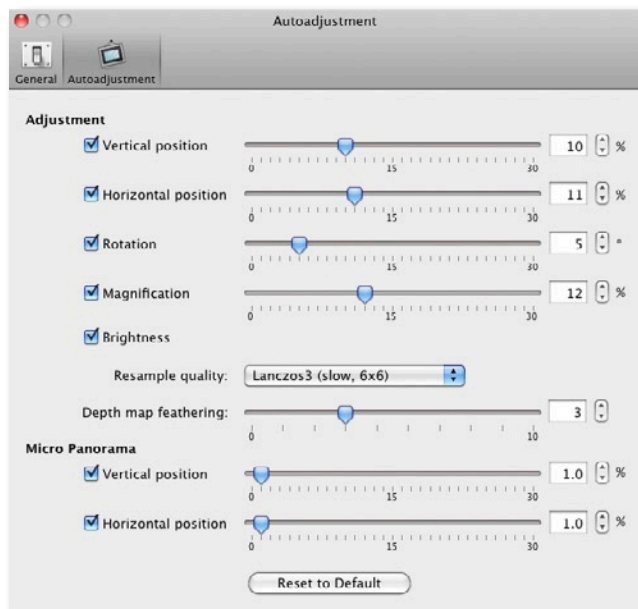 Autoadjustment
General Autoadjustment
Adjustment
Vertical position 10 %
0 15 30
Horizontal position 11 %
0 15 30
Rotation 5 °
0 15 30
Magnification 12 %
0 15 30
Brightness
Resample quality: Lanczos3 (slow, 6x6)
Depth map feathering: 3
0 10
Micro Panorama
Vertical position 1.0 %
0 15 30
Horizontal position 1.0 %
0 15 30
Reset to Default